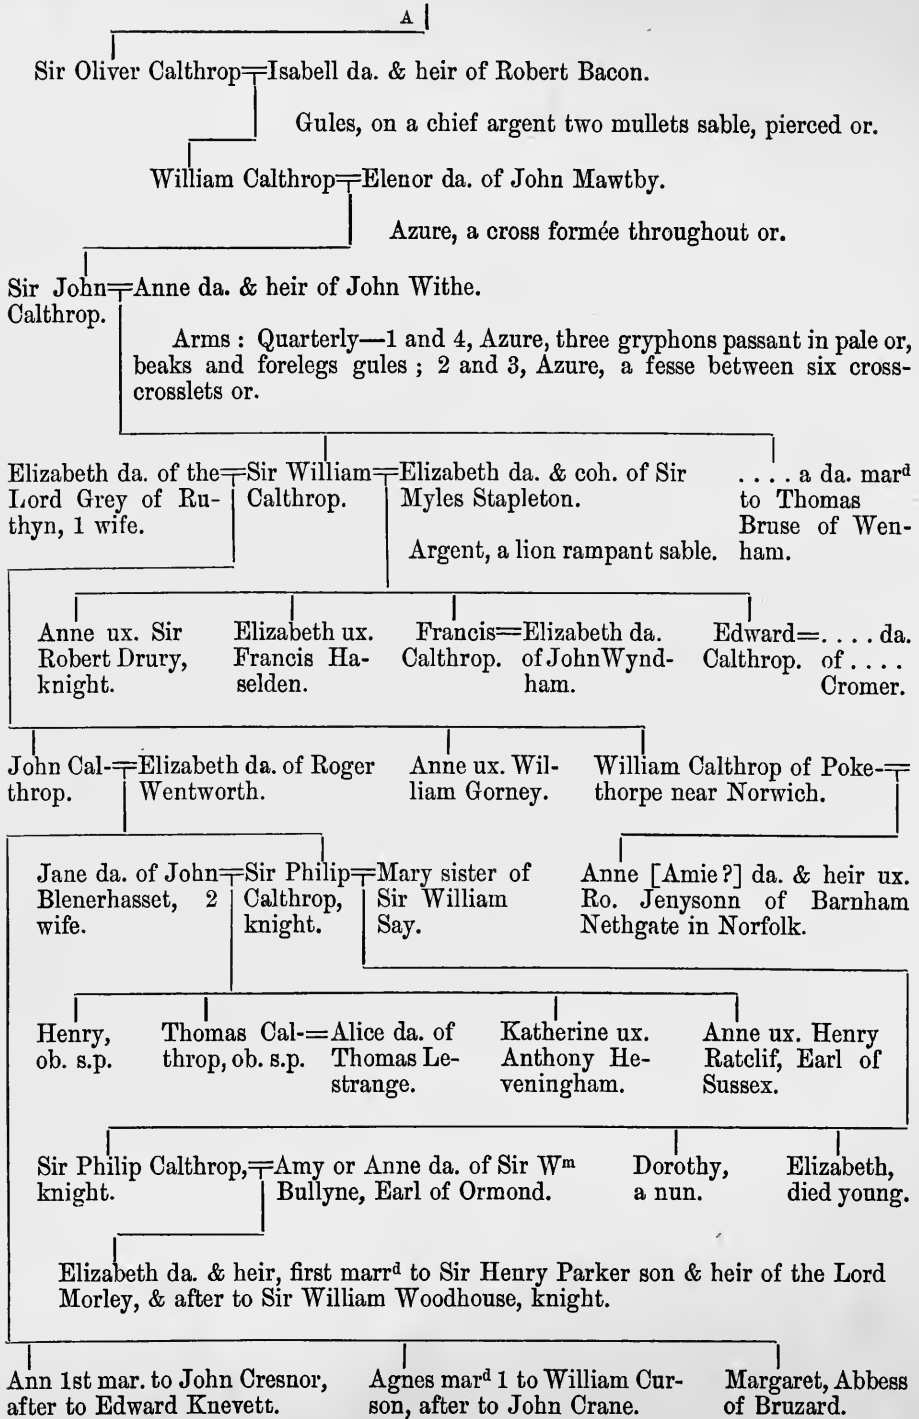 A
Sir Oliver Calthrop=Isabell da. & heir of Robert Bacon.
Gules, on a chief argent two mullets sable, pierced or.
William Calthrop=Elenor da. of John Mawtby.
Azure, a cross formée throughout or.
Sir John=Anne da. & heir of John Withe.
Calthrop.
Arms : Quarterly—1 and 4, Azure, three gryphons passant in pale or,
beaks and forelegs gules ; 2 and 3, Azure, a fesse between six cross-
crosslets or.
Elizabeth da. of the=Sir William=Elizabeth da. & coh. of Sir
Lord Grey of Ru-
thyn, 1 wife.
Calthrop.
Myles Stapleton.
Argent, a lion rampant sable.
. . . . a da. marᵈ
to Thomas
Bruse of Wen-
ham.
Anne ux. Sir
Robert Drury,
knight.
Elizabeth ux.
Francis Ha-
selden.
Francis=Elizabeth da.
Calthrop. of John Wynd-
ham.
Edward=. . . . da.
Calthrop. of . . . .
Cromer.
John Cal-=Elizabeth da. of Roger
throp. Wentworth.
Anne ux. Wil-
liam Gorney.
William Calthrop of Poke-=
thorpe near Norwich.
Jane da. of John=Sir Philip=Mary sister of
Blenerhasset, 2
wife.
Calthrop,
knight.
Sir William
Say.
Anne [Amie?] da. & heir ux.
Ro. Jenysonn of Barnham
Nethgate in Norfolk.
Henry,
ob. s.p.
Thomas Cal-=Alice da. of
throp, ob. s.p. Thomas Le-
strange.
Katherine ux.
Anthony He-
veningham.
Anne ux. Henry
Ratclif, Earl of
Sussex.
Sir Philip Calthrop,=Amy or Anne da. of Sir Wᵐ
knight. Bullyne, Earl of Ormond.
Dorothy,
a nun.
Elizabeth,
died young.
Elizabeth da. & heir, first marrᵈ to Sir Henry Parker son & heir of the Lord
Morley, & after to Sir William Woodhouse, knight.
Ann 1st mar. to John Cresnor,
after to Edward Knevett.
Agnes marᵈ 1 to William Cur-
son, after to John Crane.
Margaret, Abbess
of Bruzard.